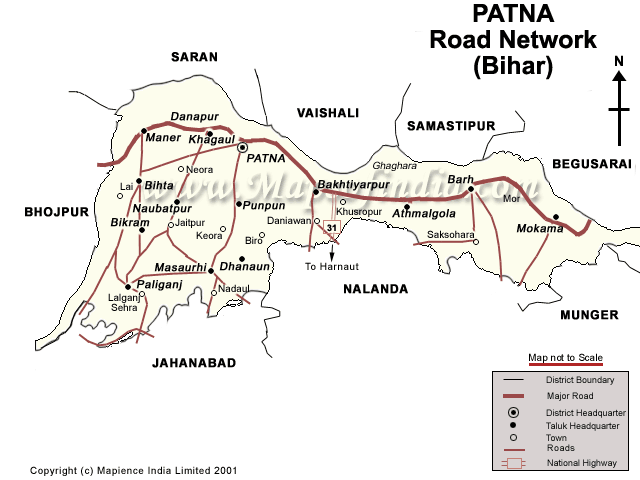 PATNA
Road Network
(Bihar)
N
SARAN
VAISHALI
SAMASTIPUR
BEGUSARAI
Danapur
Maner
Khagaul
PATNA
Ghaghara
Neora
Lai
Bihta
Bakhtiyarpur
Barh
Mor
www.Mapsofindia.com
BHOJPUR
Naubatpur
Punpun
Khusropur
Athmalgola
Bikram
Jaitpur
Keora
Daniawan
31
Mokama
Biro
Saksohara
Masaurhi
Dhanaun
To Harnaut
Paliganj
Lalganj
Sehra
Nadaul
NALANDA
MUNGER
JAHANABAD
Map not to Scale
District Boundary
Major Road
District Headquarter
Taluk Headquarter
Town
Roads
National Highway
Copyright (c) Mapience India Limited 2001